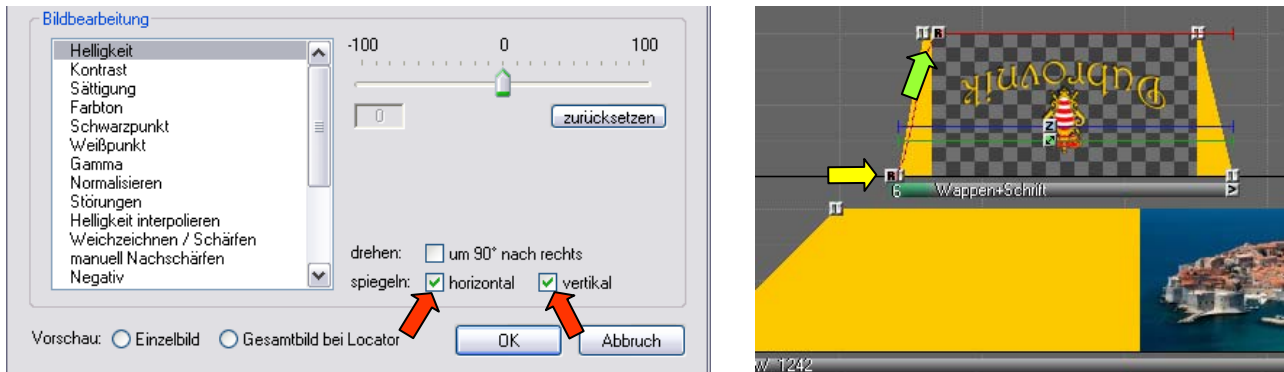 Bildbearbeitung
Helligkeit
Kontrast
Sättigung
Farbton
Schwarzpunkt
Weißpunkt
Gamma
Normalisieren
Störungen
Helligkeit interpolieren
Weichzeichnen / Schärfen
manuell Nachschärfen
Negativ
-100 0 100
0
zurücksetzen
drehen: um 90° nach rechts
spiegeln: horizontal vertikal
Vorschau: Einzelbild Gesamtbild bei Locator OK Abbruch
R
Dubrovnik
Z
R
6 Wappen+Schrift >
W 1242